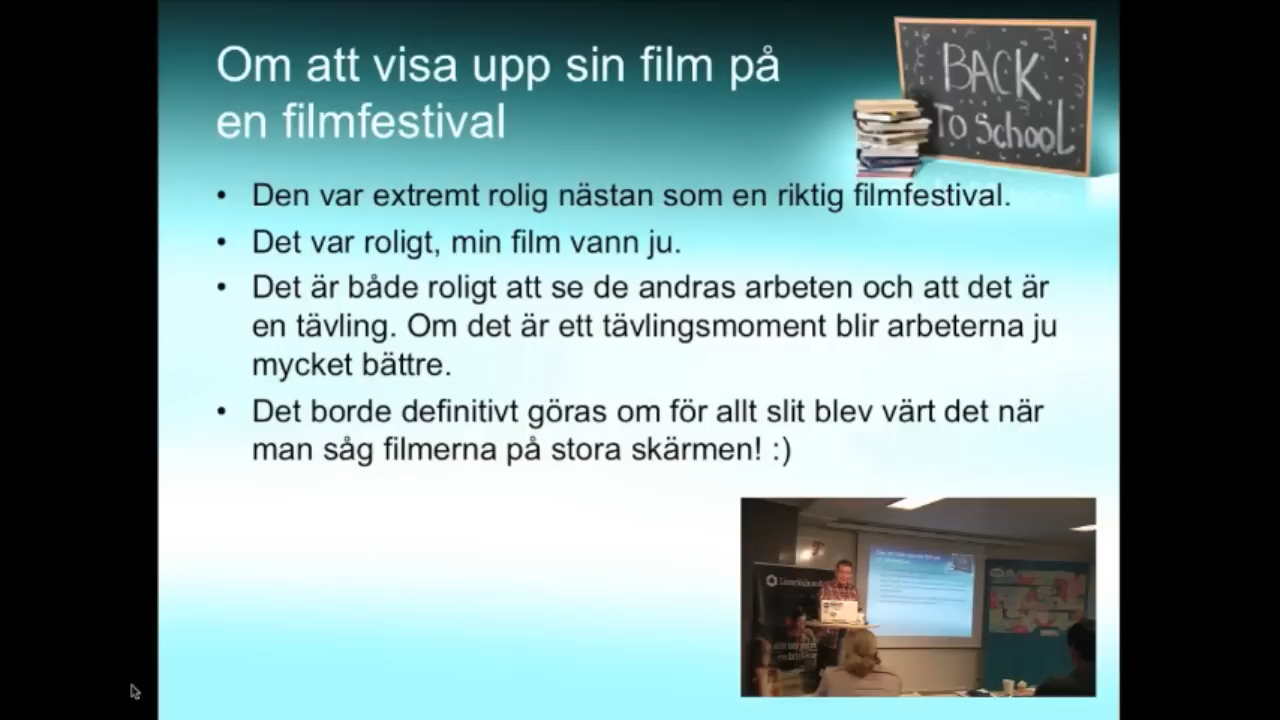 Om att visa upp sin film på
en filmfestival
BACK
To School
• Den var extremt rolig nästan som en riktig filmfestival.
• Det var roligt, min film vann ju.
• Det är både roligt att se de andras arbeten och att det är
en tävling. Om det är ett tävlingsmoment blir arbeterna ju
mycket bättre.
• Det borde definitivt göras om för allt slit blev värt det när
man såg filmerna på stora skärmen! :)